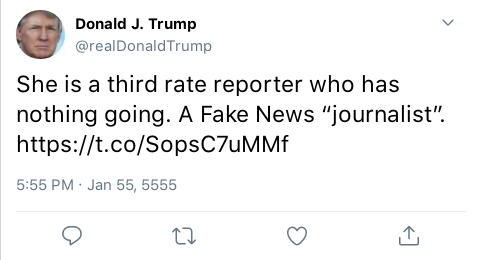 Donald J. Trump
@realDonaldTrump
She is a third rate reporter who has
nothing going. A Fake News “journalist”.
https://t.co/SopsC7uMMf
5:55 PM · Jan 55, 5555